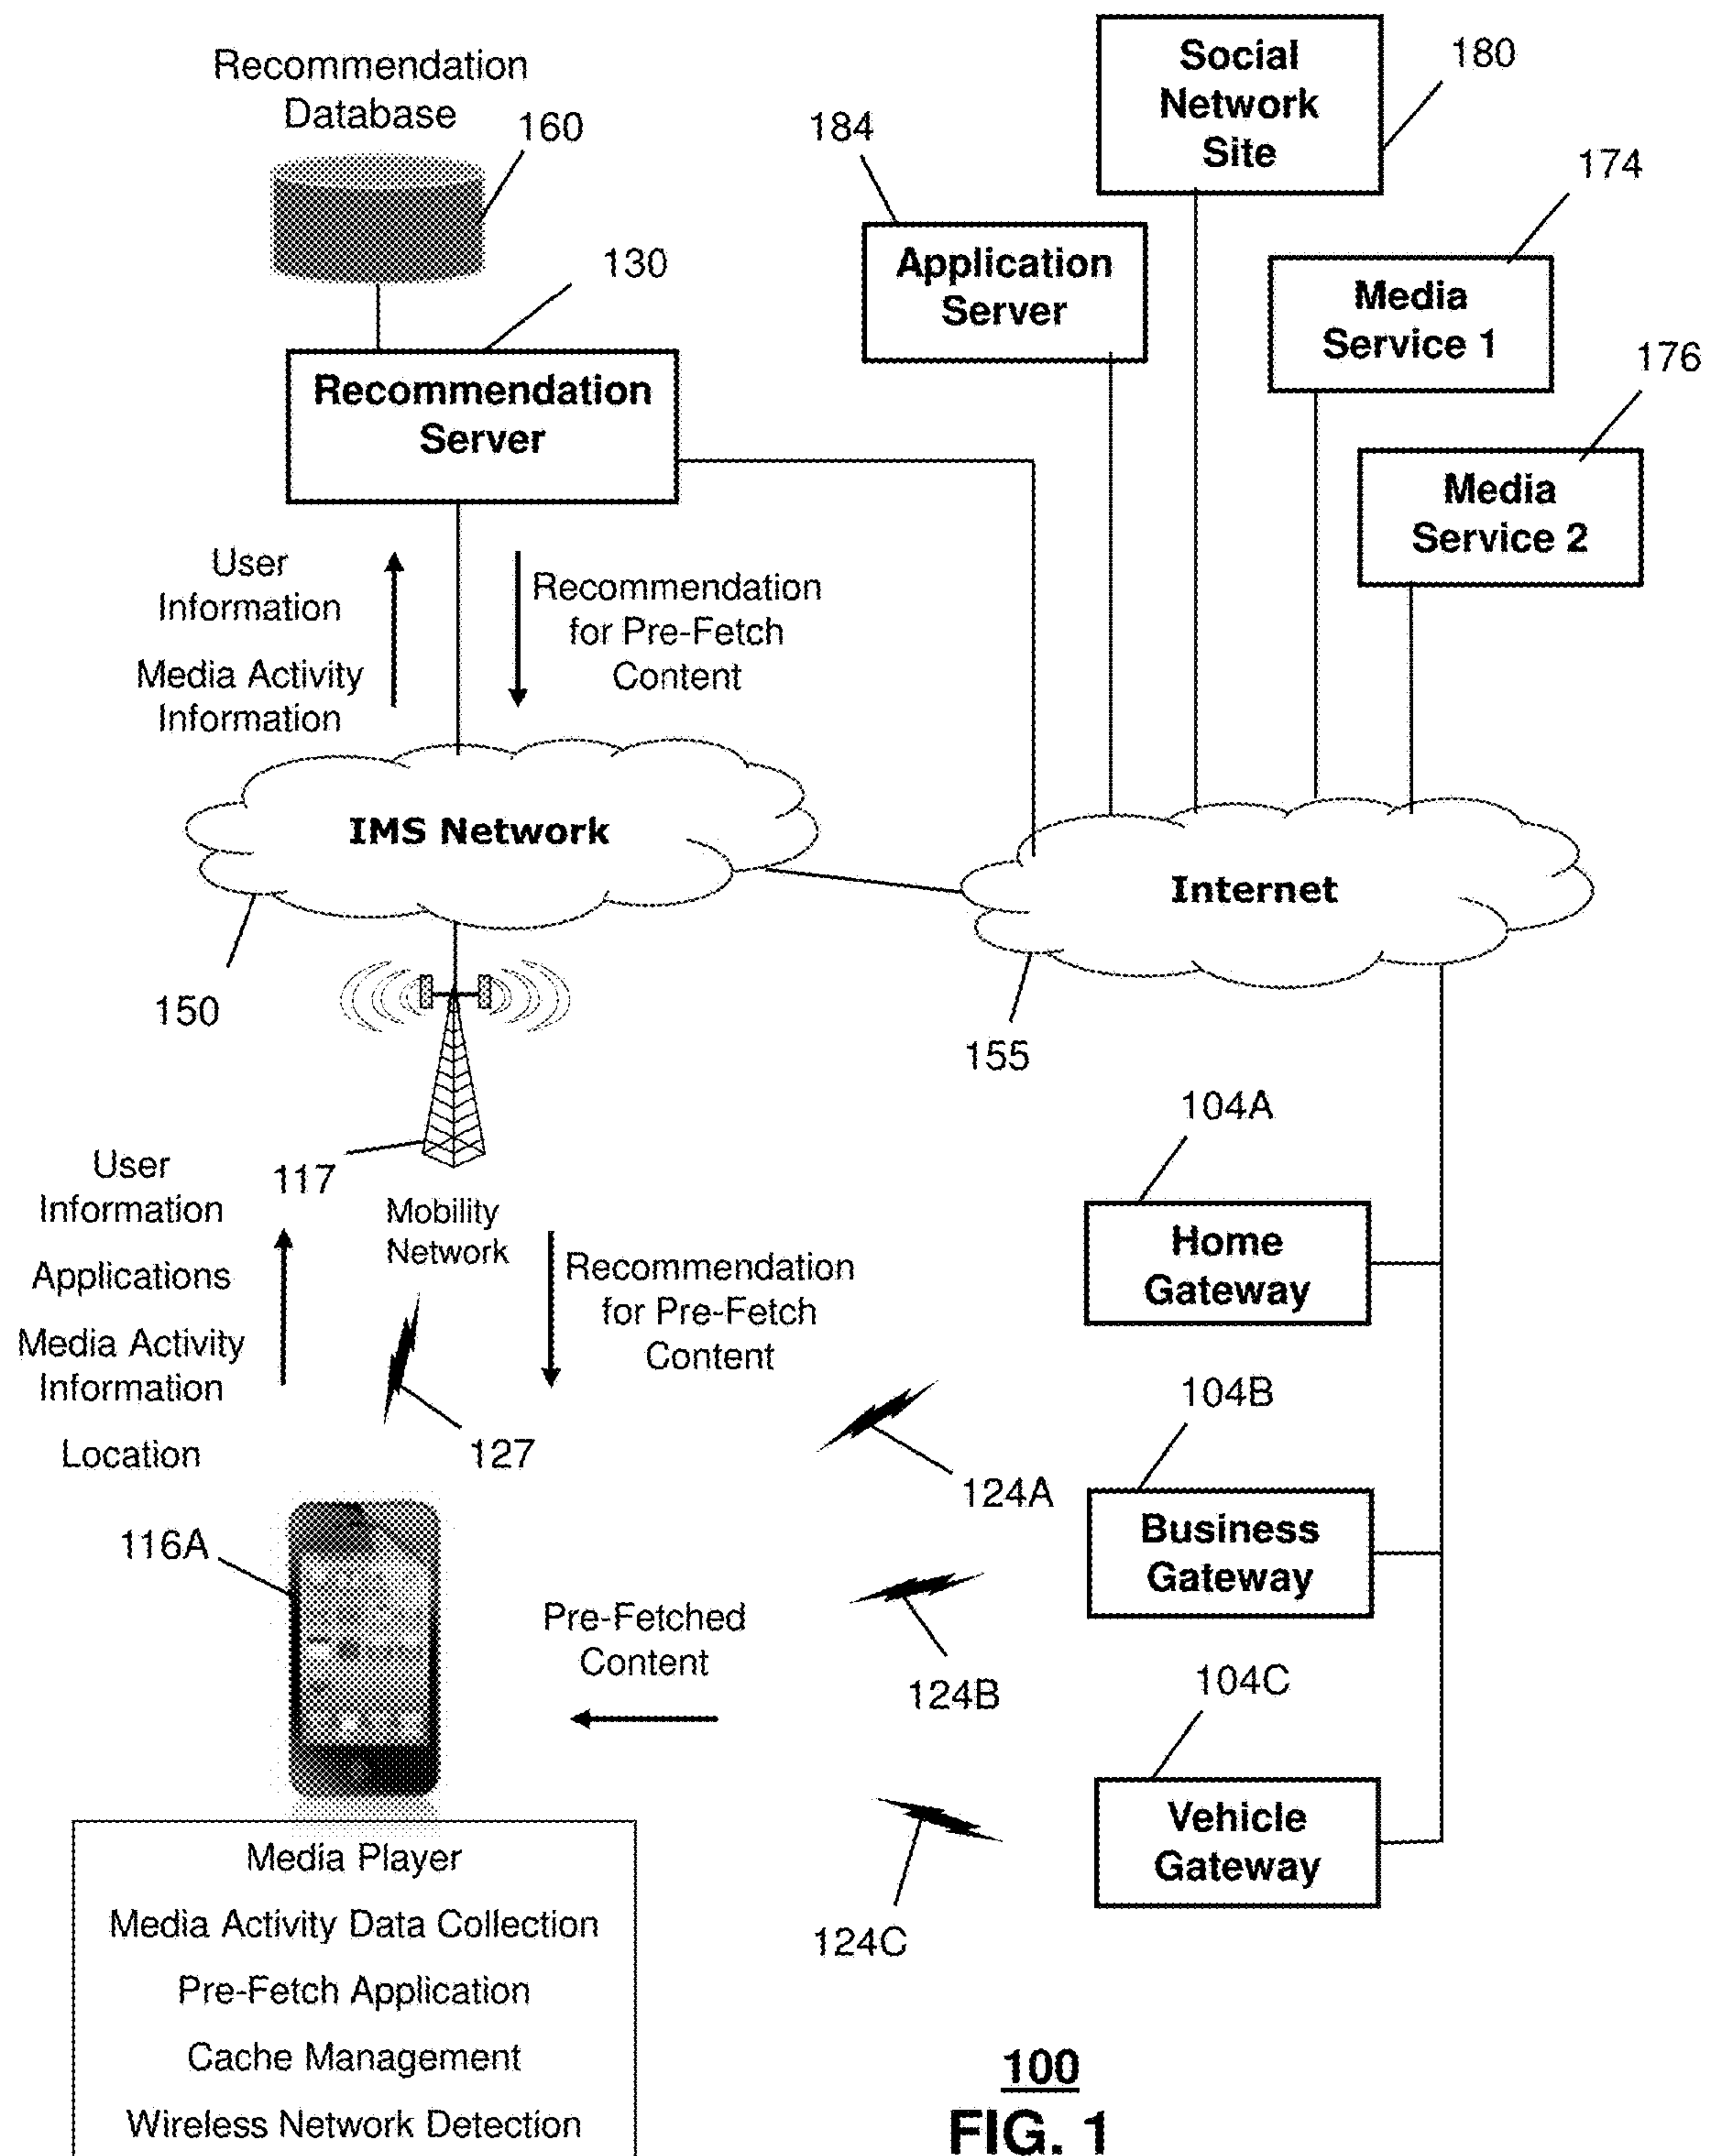 Recommendation
Database
160
130
Recommendation
Server
184
Application
Server
Social
Network
Site
180
174
Media
Service 1
176
Media
Service 2
User
Information
Media Activity
Information
Recommendation
for Pre-Fetch
Content
IMS Network
150
Internet
155
117
Mobility
Network
User
Information
Applications
Media Activity
Information
Location
Recommendation
for Pre-Fetch
Content
127
104A
Home
Gateway
124A
104B
Business
Gateway
124B
116A
Pre-Fetched
Content
104C
Vehicle
Gateway
124C
Media Player
Media Activity Data Collection
Pre-Fetch Application
Cache Management
Wireless Network Detection
100
FIG. 1